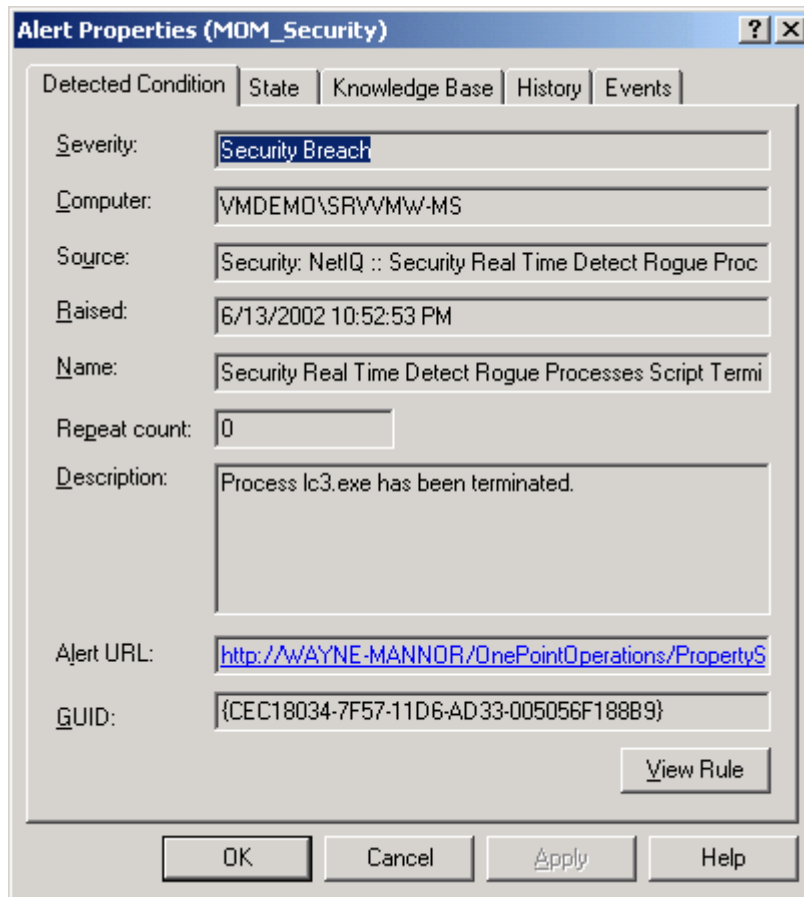 Alert Properties (MOM_Security)
Detected Condition State Knowledge Base History Events
Severity: Security Breach
Computer: VMDEMO\SRVVMW-MS
Source: Security: NetIQ :: Security Real Time Detect Rogue Proc
Raised: 6/13/2002 10:52:53 PM
Name: Security Real Time Detect Rogue Processes Script Termi
Repeat count: 0
Description: Process lc3.exe has been terminated.
Alert URL: http://WAYNE-MANNOR/OnePointOperations/PropertyS
GUID: {CEC18034-7F57-11D6-AD33-005056F188B9}
View Rule
OK Cancel Apply Help